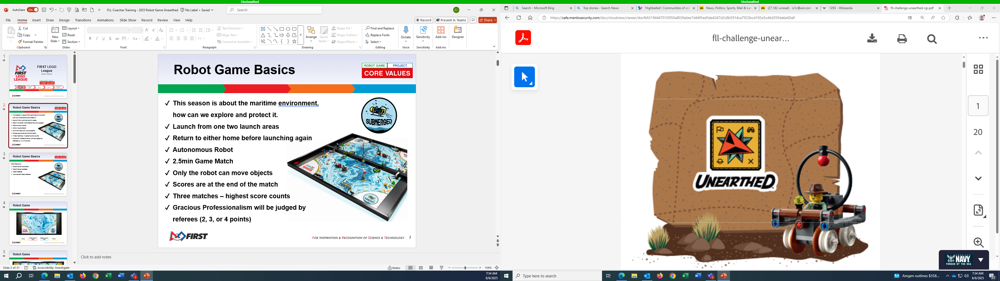 Unclassified
Unclassified
AutoSave On
FLL Coaches Training - 2025 Robot Game Unearthed
No Label • Saved
Search
CJ
File Home Insert Draw Design Transitions Animations Slide Show Record Review View Help
Record Present in Teams Share
Paste
Cut
Copy
Format Painter
Clipboard
New Slide
Layout
Reset
Section
Slides
Font
Text Direction
Align Text
Convert to SmartArt
Paragraph
Arrange
Quick Styles
Shape Fill
Shape Outline
Shape Effects
Drawing
Find and Replace
Replace Fonts
Select
Editing
Dictate
Voice
Sensitivity
Sensitivity
Add-ins
Add-ins
Designer
1
FIRST LEGO
League
Robot Game
FIRST
LEGO
LEAGUE
CORE VALUES
FIRST
2
Robot Game Basics
3
Robot Game Basics
4
Robot Game
5
Robot Game
Robot Game Basics
ROBOT GAME PROJECT
CORE VALUES
✓ This season is about the maritime environment,
how can we explore and protect it.
✓ Launch from one two launch areas
✓ Return to either home before launching again
✓ Autonomous Robot
✓ 2.5min Game Match
✓ Only the robot can move objects
✓ Scores are at the end of the match
✓ Three matches – highest score counts
✓ Gracious Professionalism will be judged by
referees (2, 3, or 4 points)
SUBMERGED
FIRST
FOR INSPIRATION & RECOGNITION OF SCIENCE & TECHNOLOGY 2
Click to add notes
Slide 2 of 31 Accessibility: Investigate
Notes 104%
7:34 AM
8/6/2025
Search - Microsoft Bing
Top stories - Search News
'Highballed': Communities of col
News, Politics, Sports, Mail & Lat
(27,182 unread) - is1c@aol.com
1293 - Wikipedia
fll-challenge-unearthed-rgr.pdf
https://safe.menlosecurity.com/doc/cloudview/viewer/docNA518444701D050a803fa6ee7d44f5ed5de4247d2c8b5914ca7923bcd192e3cd6d359da6e60a0
fll-challenge-unear...
UNEARTHED
1
20
AMERICA'S
NAVY
FORGED BY THE SEA
Type here to search
Amgen outlines $35B...
7:34 AM
8/6/2025
22